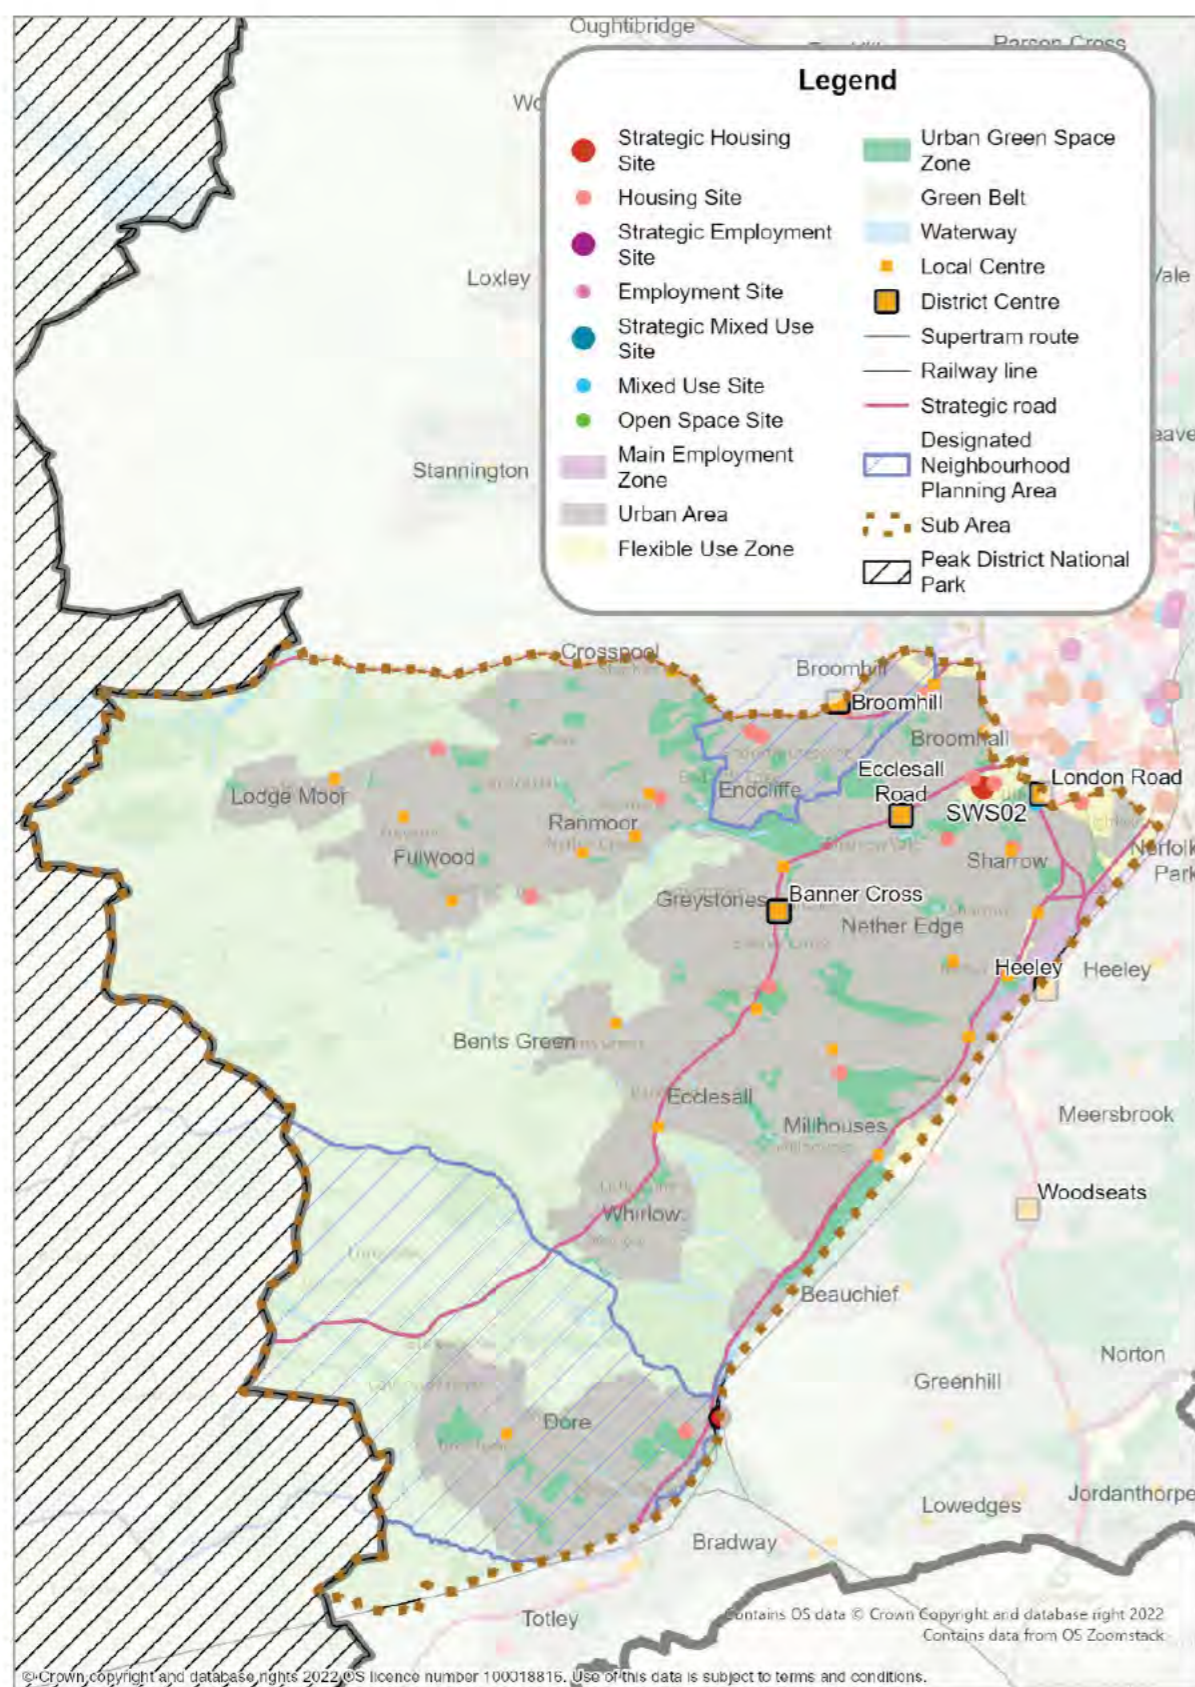 Oughtibridge
Parson Cross
Legend
Strategic Housing
Site
Housing Site
Strategic Employment
Site
Employment Site
Strategic Mixed Use
Site
Mixed Use Site
Open Space Site
Main Employment
Zone
Urban Area
Flexible Use Zone
Urban Green Space
Zone
Green Belt
Waterway
Local Centre
District Centre
Supertram route
Railway line
Strategic road
Designated
Neighbourhood
Planning Area
Sub Area
Peak District National
Park
Loxley
Stannington
Crosspool
Broomhill
Broomhill
Broomhall
Ecclesall
Road
London Road
SWS02
Lodge Moor
Endcliffe
Ranmoor
Fulwood
Sharrow
Norfolk
Park
Greystones
Banner Cross
Nether Edge
Heeley
Heeley
Bents Green
Ecclesall
Millhouses
Meersbrook
Whirlow
Woodseats
Beauchief
Norton
Greenhill
Dore
Lowedges
Jordanthorpe
Bradway
Totley
Contains OS data © Crown Copyright and database right 2022
Contains data from OS Zoomstack
© Crown copyright and database rights 2022 OS licence number 100018816. Use of this data is subject to terms and conditions.